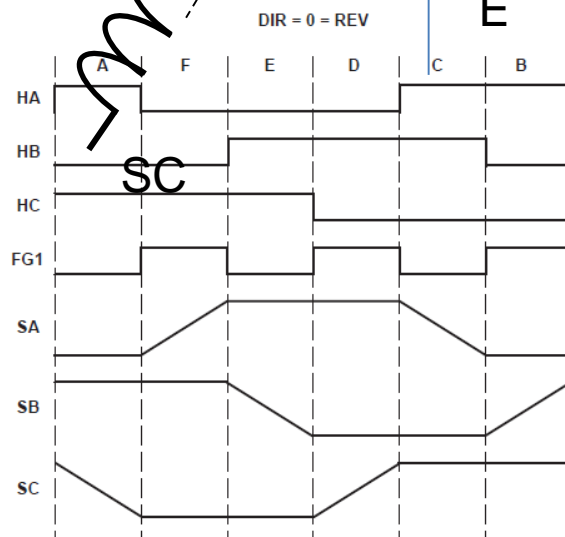 E
DIR = 0 = REV
A F E D C B
HA
HB
SC
HC
FG1
SA
SB
SC